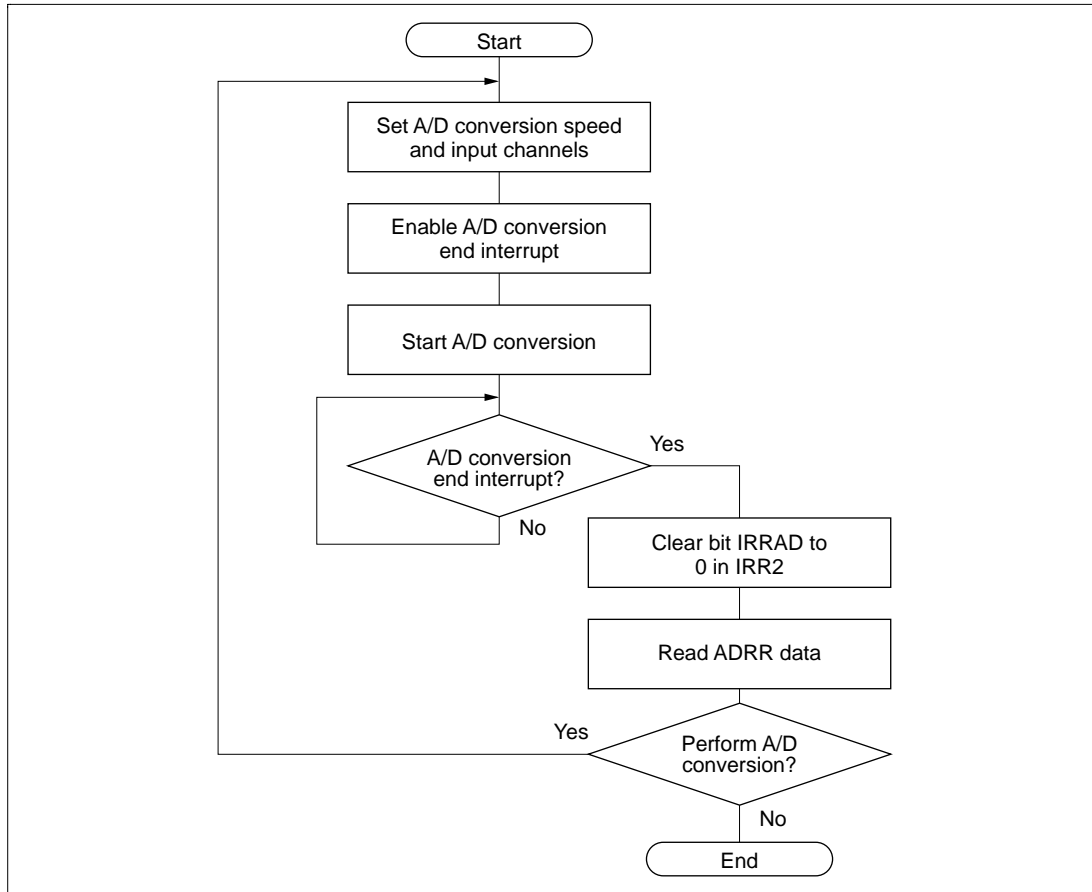 Start
Set A/D conversion speed
and input channels
Enable A/D conversion
end interrupt
Start A/D conversion
A/D conversion
end interrupt?
Yes
No
Clear bit IRRAD to
0 in IRR2
Read ADRR data
Perform A/D
conversion?
Yes
No
End